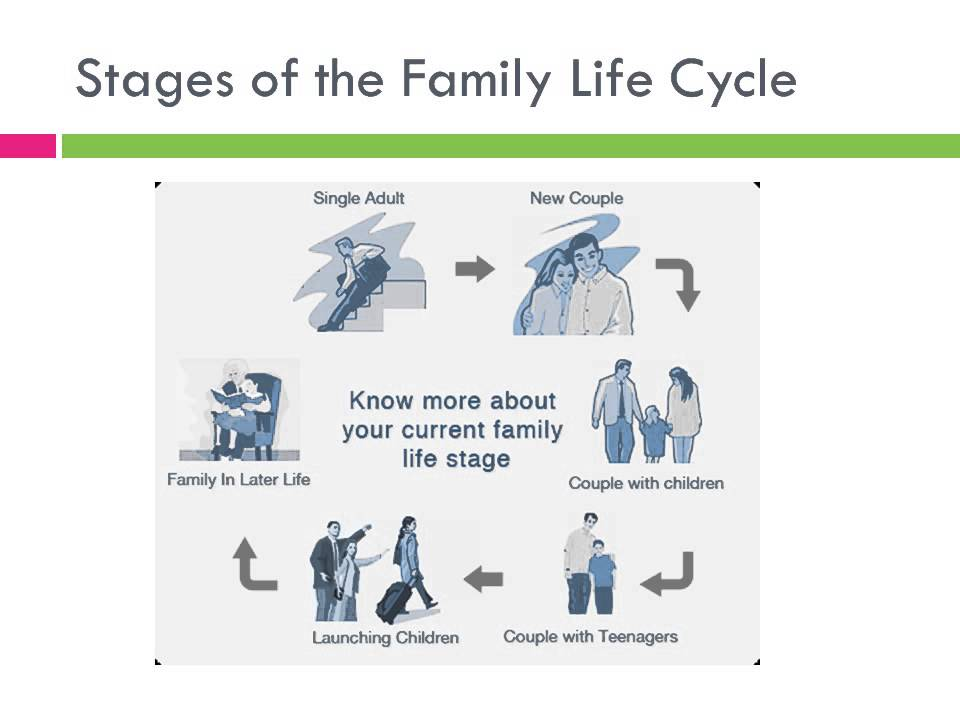 Stages of the Family Life Cycle
Single Adult
New Couple
Know more about
your current family
life stage
Couple with children
Couple with Teenagers
Launching Children
Family In Later Life